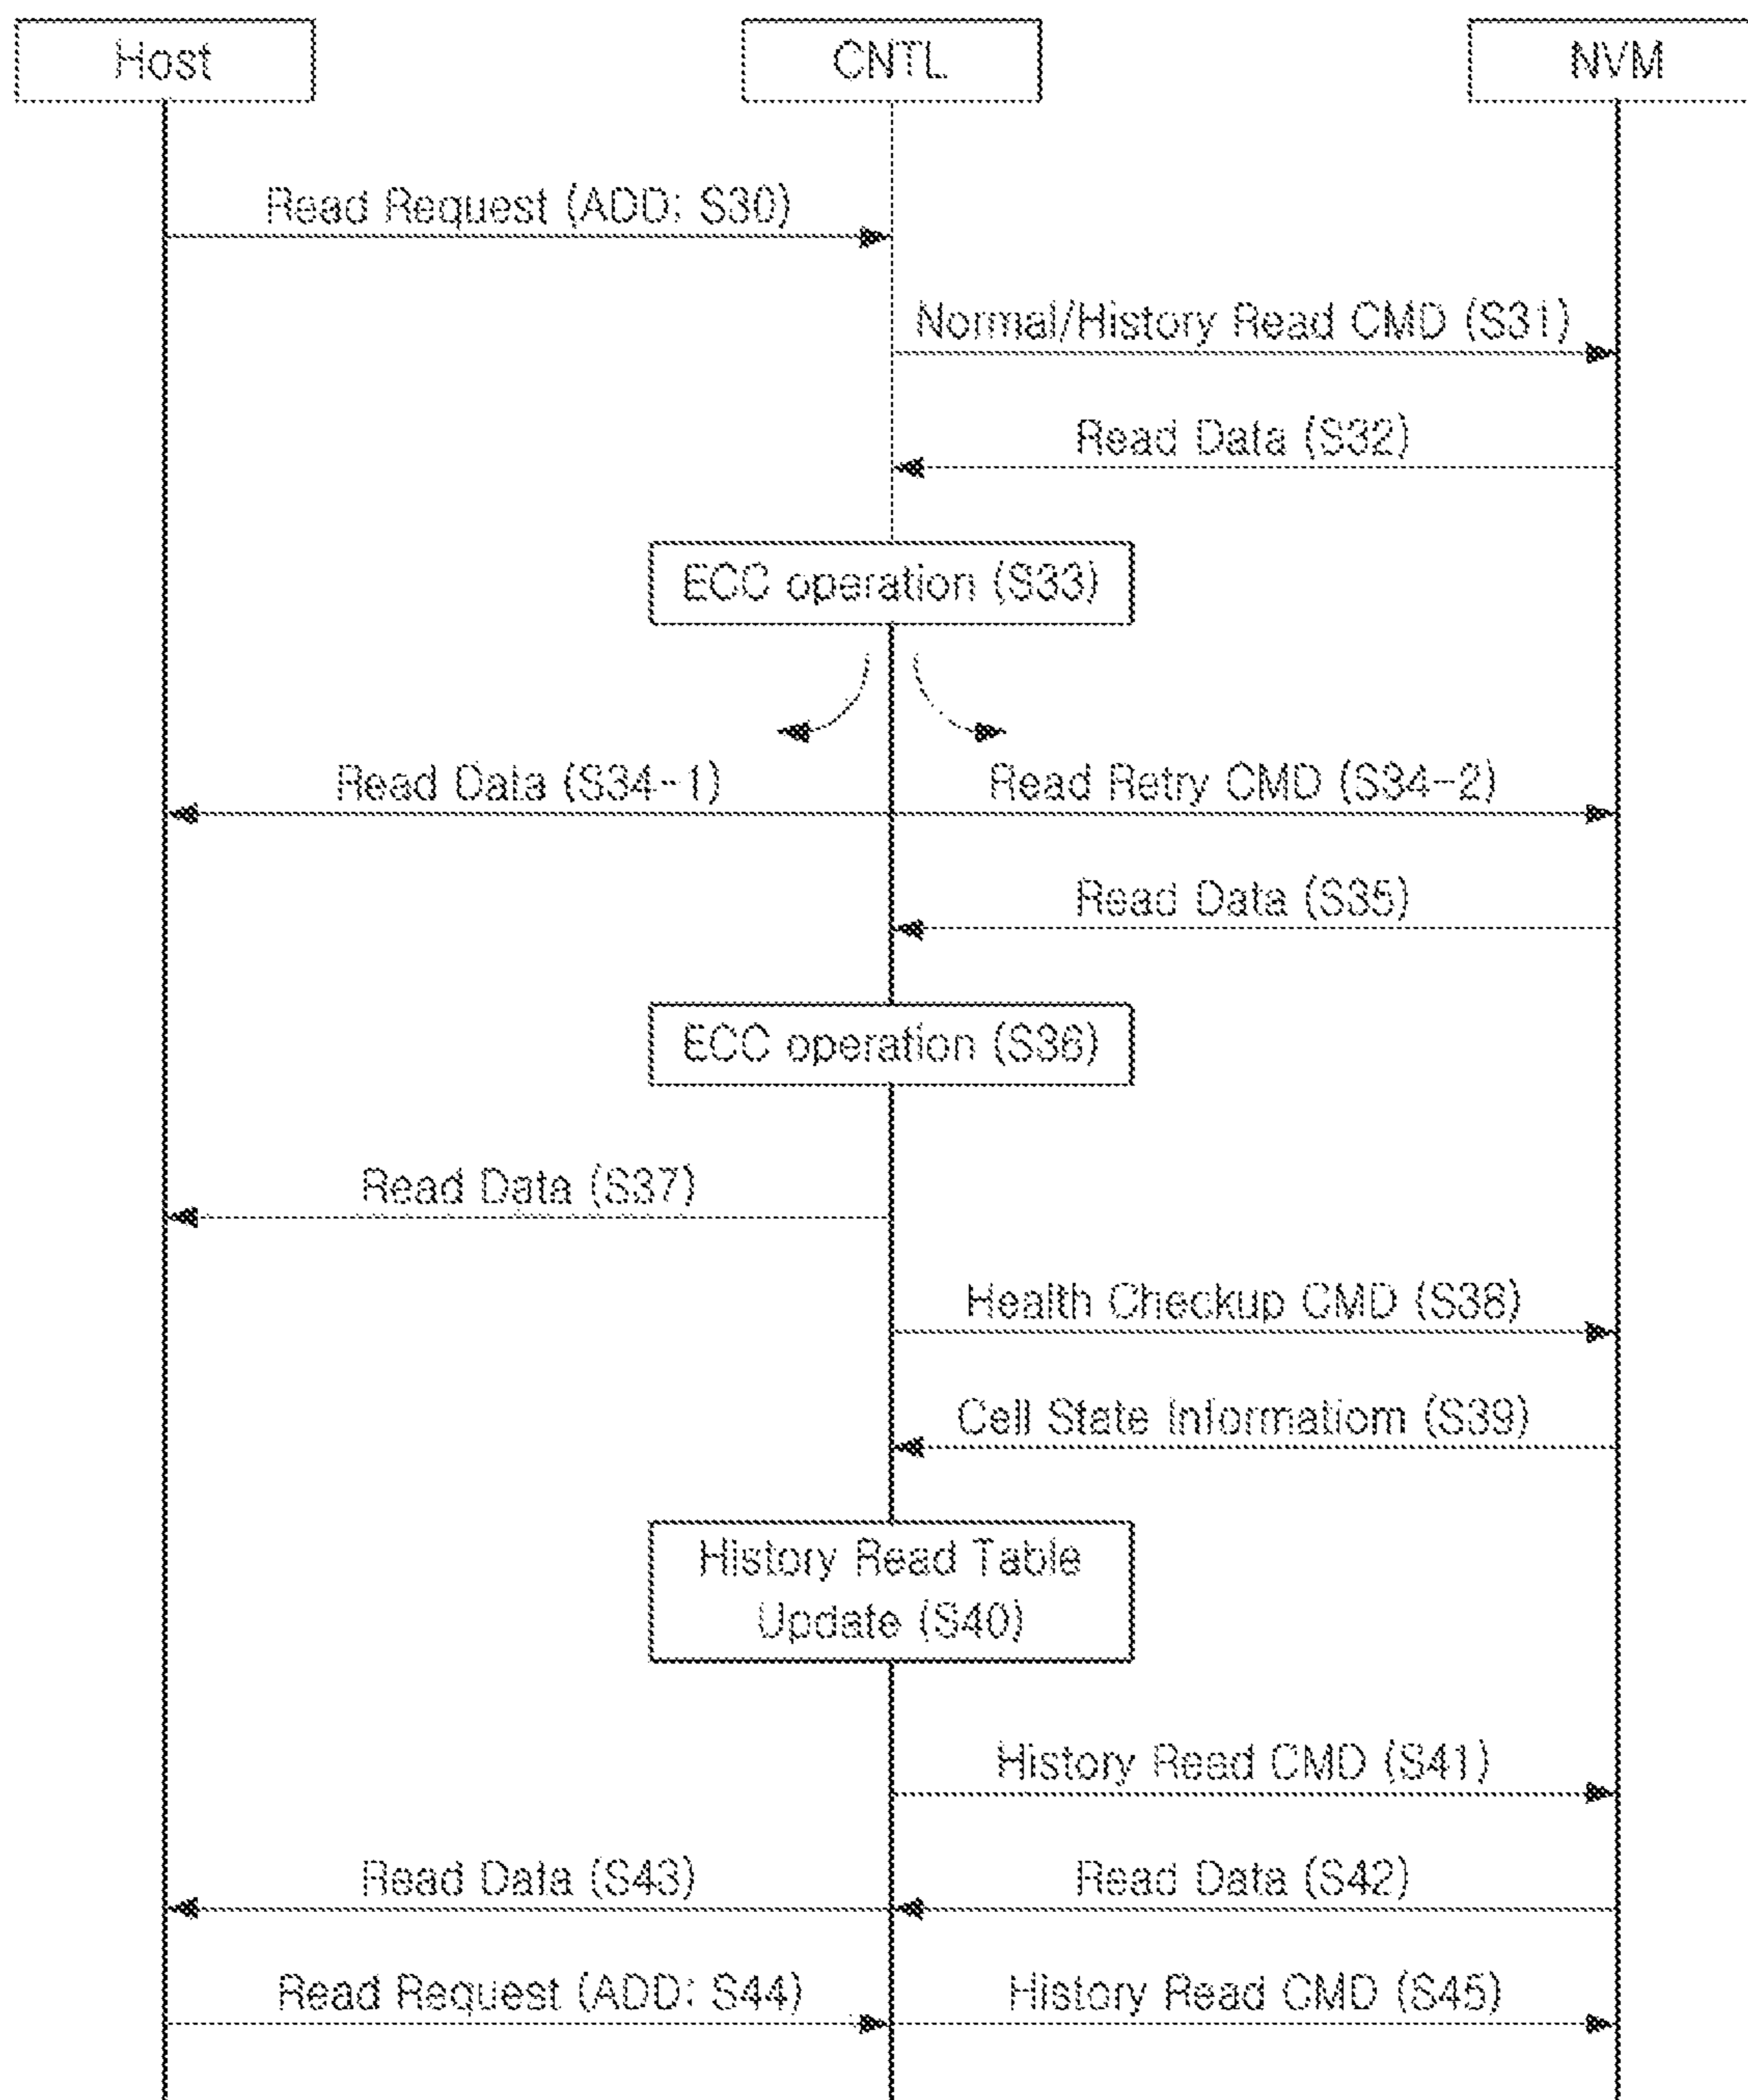 Host
CNTL
NVM
Read Request (ADD; S30)
Normal/History Read CMD (S31)
Read Data (S32)
ECC operation (S33)
Read Data (S34-1)
Read Retry CMD (S34-2)
Read Data (S35)
ECC operation (S36)
Read Data (S37)
Health Checkup CMD (S38)
Cell State Informatiom (S39)
History Read Table
Update (S40)
History Read CMD (S41)
Read Data (S43)
Read Data (S42)
Read Request (ADD; S44)
History Read CMD (S45)